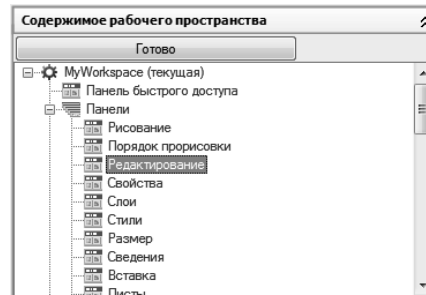 Содержимое рабочего пространства
Готово
MyWorkspace (текущая)
Панель быстрого доступа
Панели
Рисование
Порядок прорисовки
Редактирование
Свойства
Слои
Стили
Размер
Сведения
Вставка
Листы